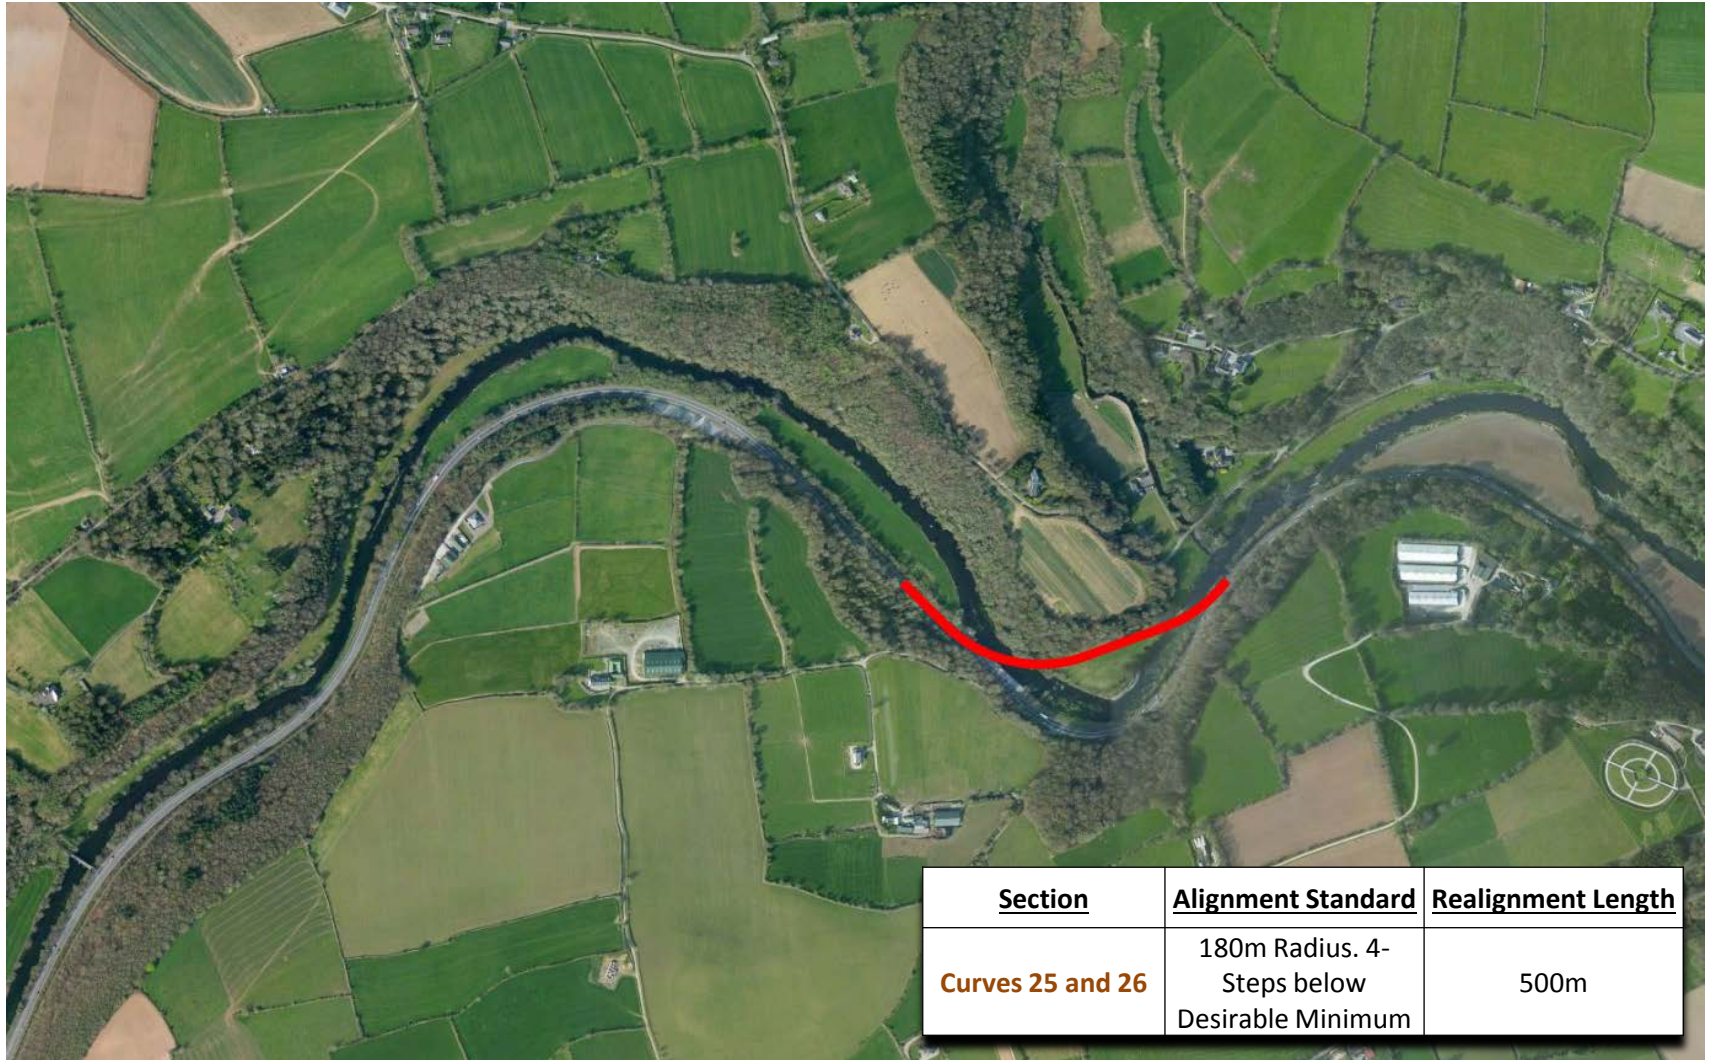 Section
Alignment Standard
Realignment Length
Curves 25 and 26
180m Radius. 4-
Steps below
Desirable Minimum
500m